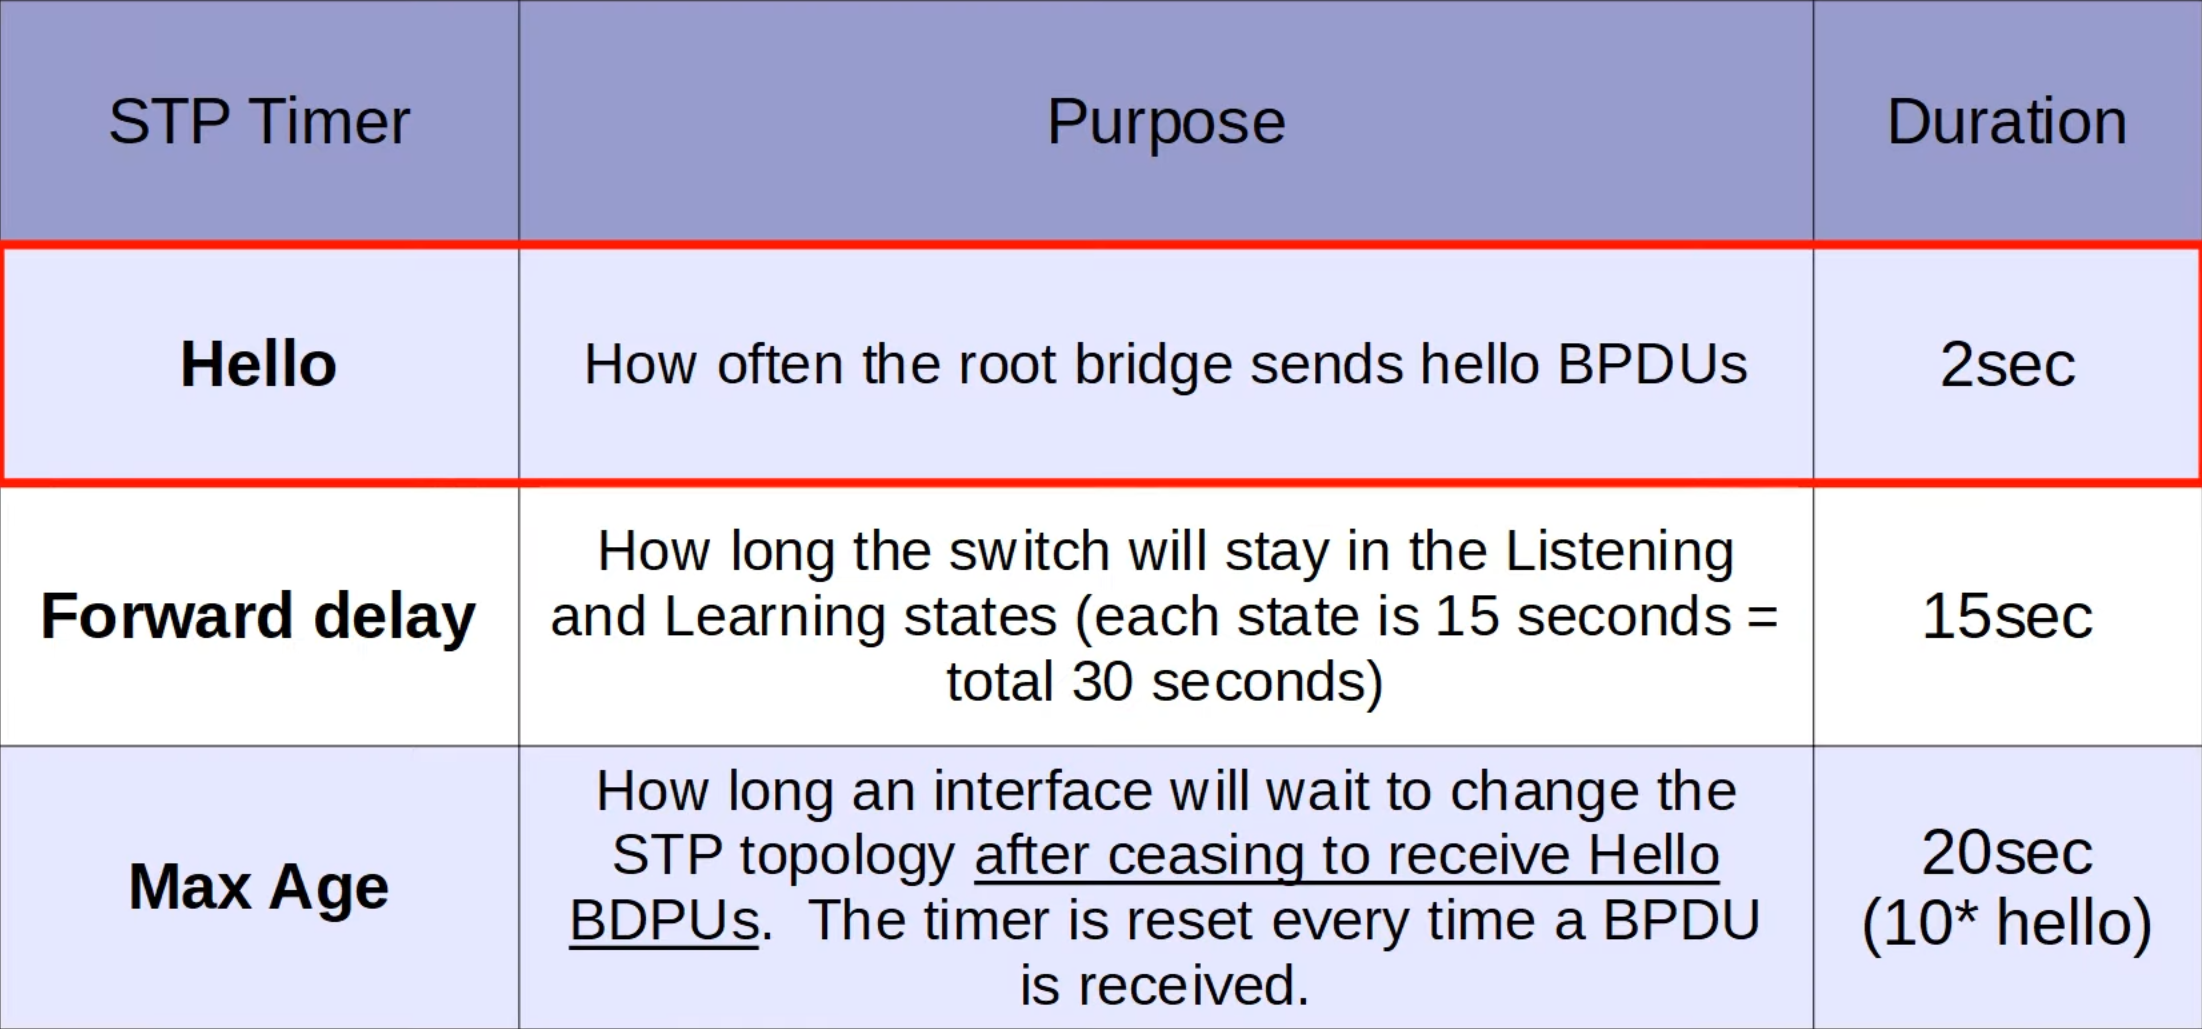 STP Timer
Purpose
Duration
Hello
How often the root bridge sends hello BPDUs
2sec
Forward delay
How long the switch will stay in the Listening
and Learning states (each state is 15 seconds =
total 30 seconds)
15sec
Max Age
How long an interface will wait to change the
STP topology after ceasing to receive Hello
BDPUs.  The timer is reset every time a BPDU
is received.
20sec
(10* hello)